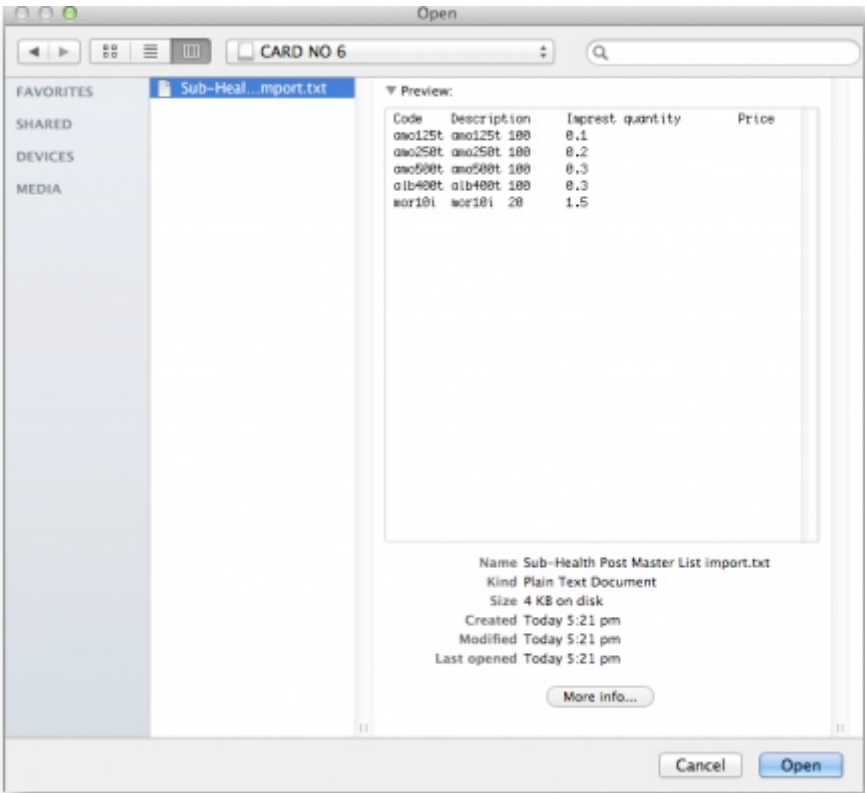 Open
CARD NO 6
FAVORITES
SHARED
DEVICES
MEDIA
Sub-Heal...mport.txt
Preview:
Code Description Imprest quantity Price
amo125t amo125t 100 0.1
amo250t amo250t 100 0.2
amo500t amo500t 100 0.3
alb400t alb400t 100 0.3
mor10i mor10i 20 1.5
Name Sub-Health Post Master List import.txt
Kind Plain Text Document
Size 4 KB on disk
Created Today 5:21 pm
Modified Today 5:21 pm
Last opened Today 5:21 pm
More info...
Cancel Open